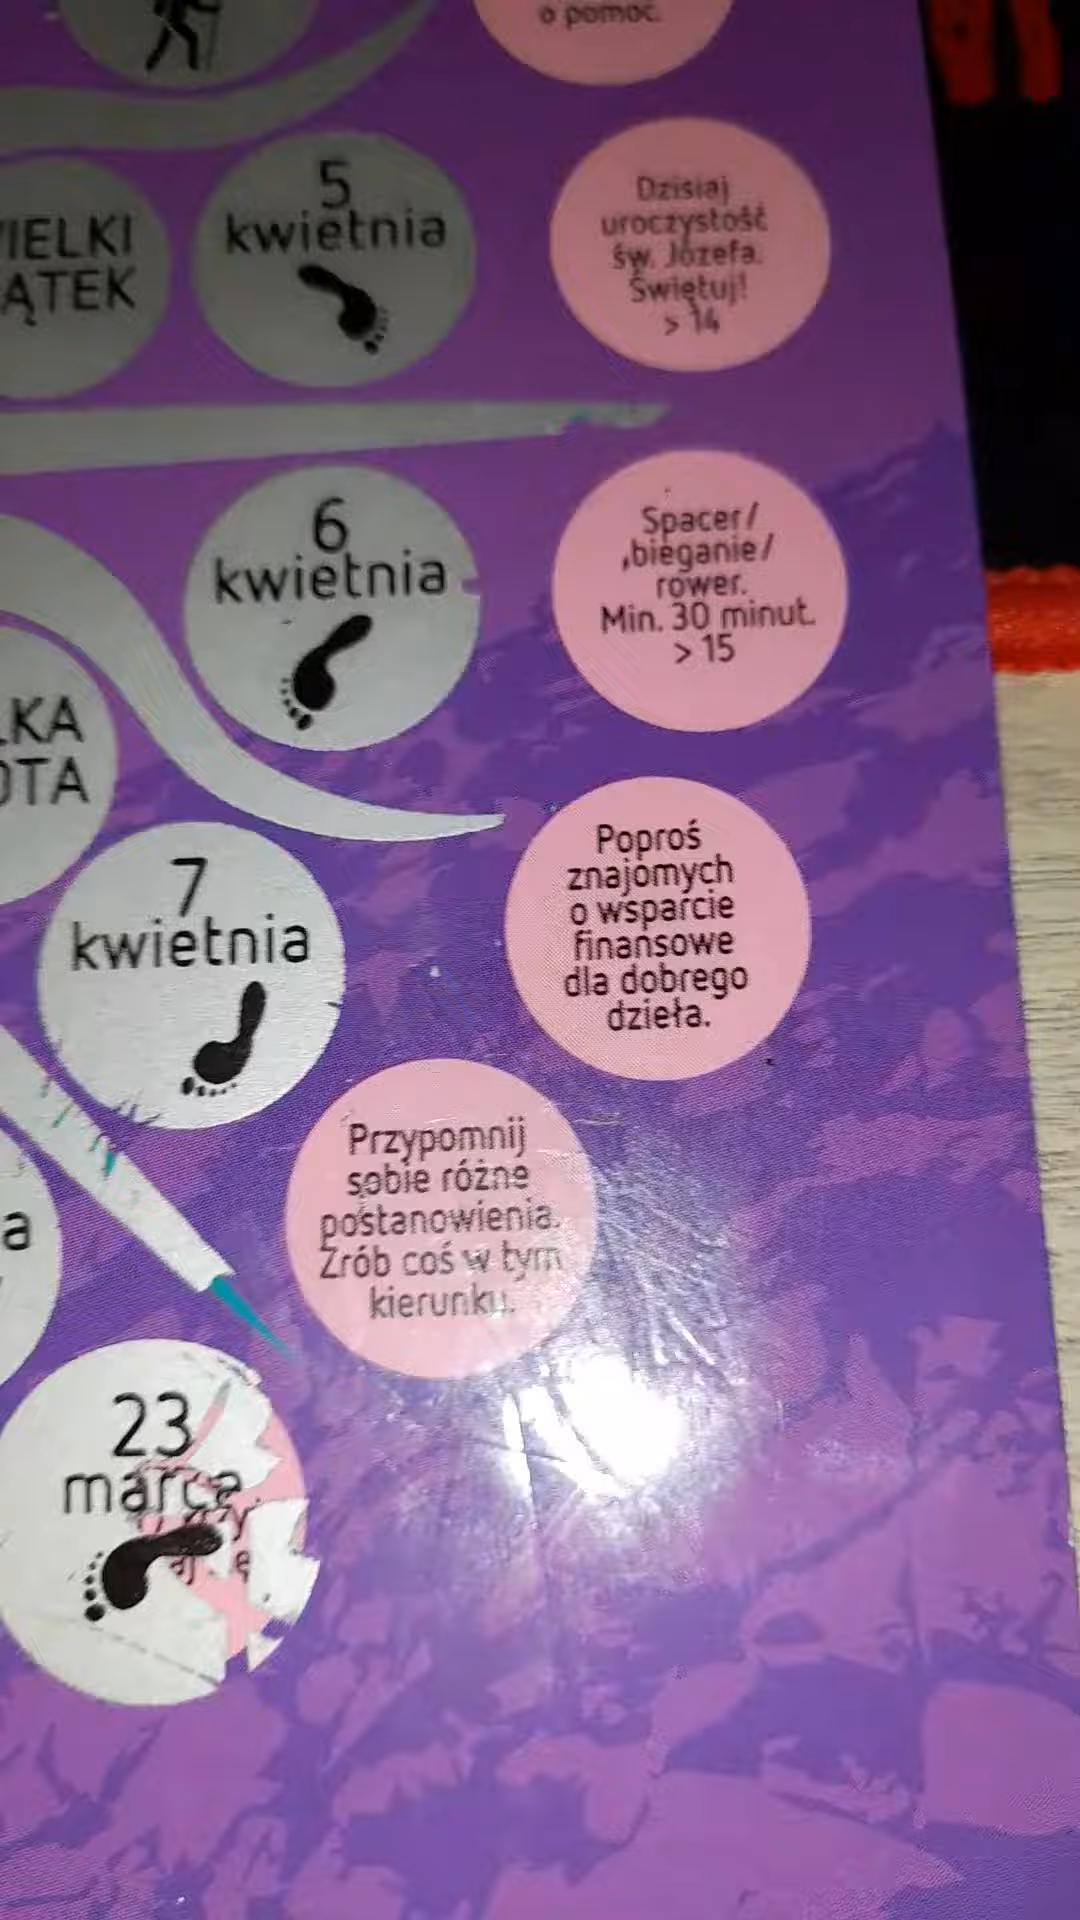 o pomoc.
Dzisiaj
uroczystość
św. Józefa.
Świętuj!
> 14
5
kwietnia
WIELKI
ĄTEK
6
kwietnia
Spacer/
bieganie/
rower.
Min. 30 minut.
> 15
LKA
OTA
7
kwietnia
Poproś
znajomych
o wsparcie
finansowe
dla dobrego
dzieła.
Przypomnij
sobie różne
postanowienia.
Zrób coś w tym
kierunku.
a
23
marca